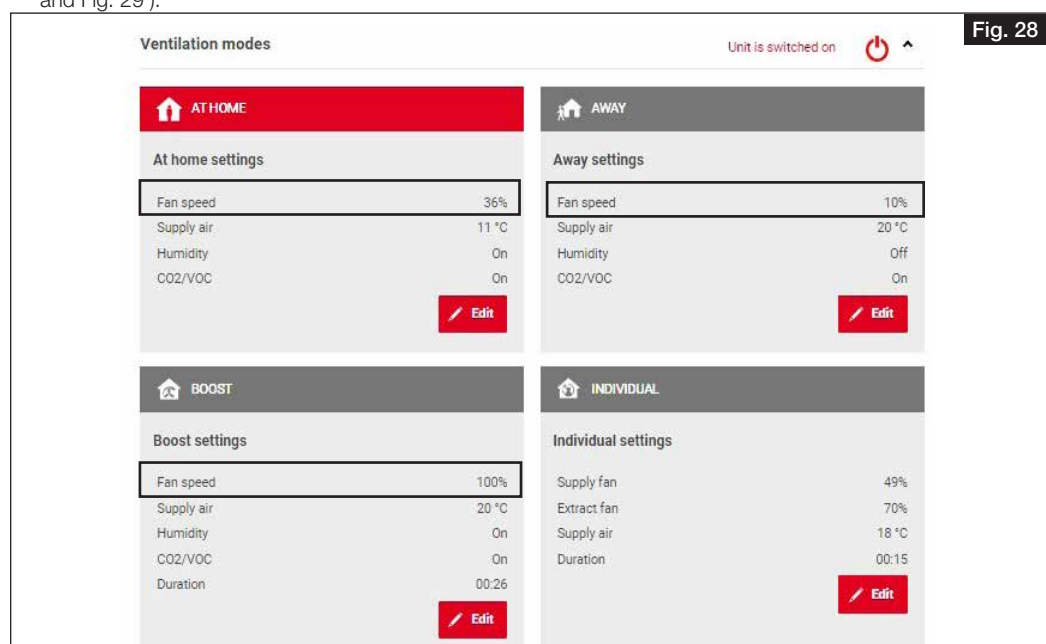 and Fig. 29 ).
Fig. 28
Ventilation modes
Unit is switched on
AT HOME
At home settings
Fan speed 36%
Supply air 11 °C
Humidity On
CO2/VOC On
Edit
AWAY
Away settings
Fan speed 10%
Supply air 20 °C
Humidity Off
CO2/VOC On
Edit
BOOST
Boost settings
Fan speed 100%
Supply air 20 °C
Humidity On
CO2/VOC On
Duration 00:26
Edit
INDIVIDUAL
Individual settings
Supply fan 49%
Extract fan 70%
Supply air 18 °C
Duration 00:15
Edit